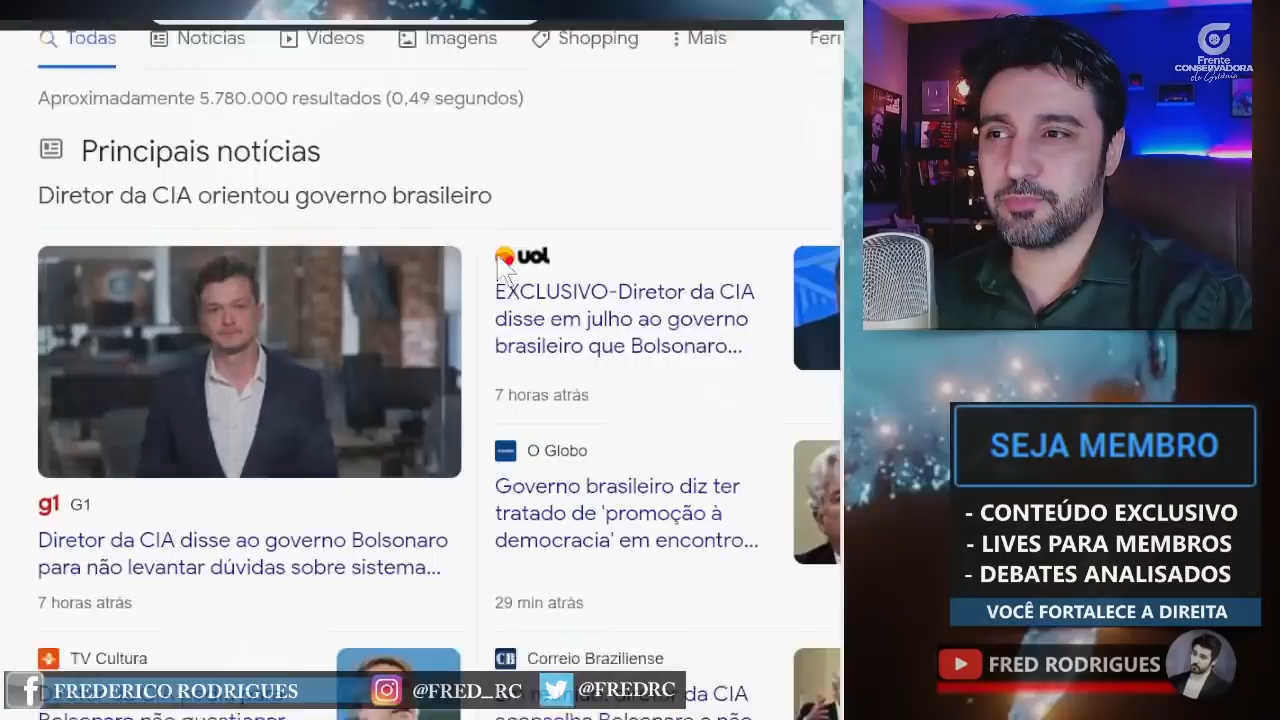 Todas
Notícias
Vídeos
Imagens
Shopping
Mais
Ferr
Aproximadamente 5.780.000 resultados (0,49 segundos)
Principais notícias
Diretor da CIA orientou governo brasileiro
uol
EXCLUSIVO-Diretor da CIA
disse em julho ao governo
brasileiro que Bolsonaro...
7 horas atrás
O Globo
Governo brasileiro diz ter
tratado de 'promoção à
democracia' em encontro...
29 min atrás
g1 G1
Diretor da CIA disse ao governo Bolsonaro
para não levantar dúvidas sobre sistema...
7 horas atrás
TV Cultura
CB Correio Braziliense
da CIA
FREDERICO RODRIGUES
@FRED_RC
@FREDRC
Frente
CONSERVADORA
de Goiânia
SEJA MEMBRO
- CONTEÚDO EXCLUSIVO
- LIVES PARA MEMBROS
- DEBATES ANALISADOS
VOCÊ FORTALECE A DIREITA
FRED RODRIGUES